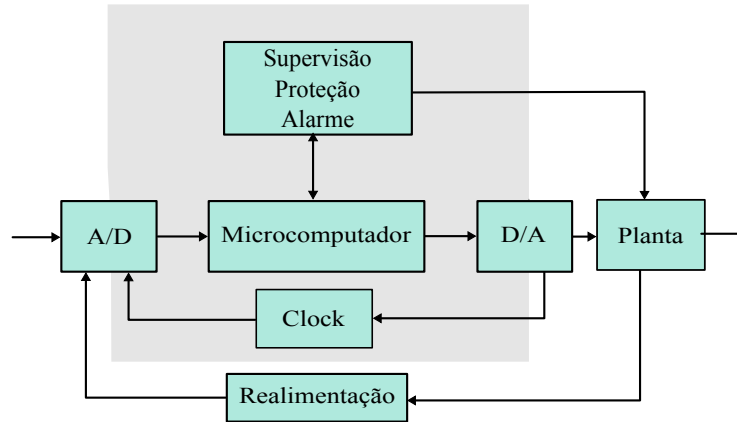 Supervisão
Proteção
Alarme
A/D
Microcomputador
D/A
Planta
Clock
Realimentação